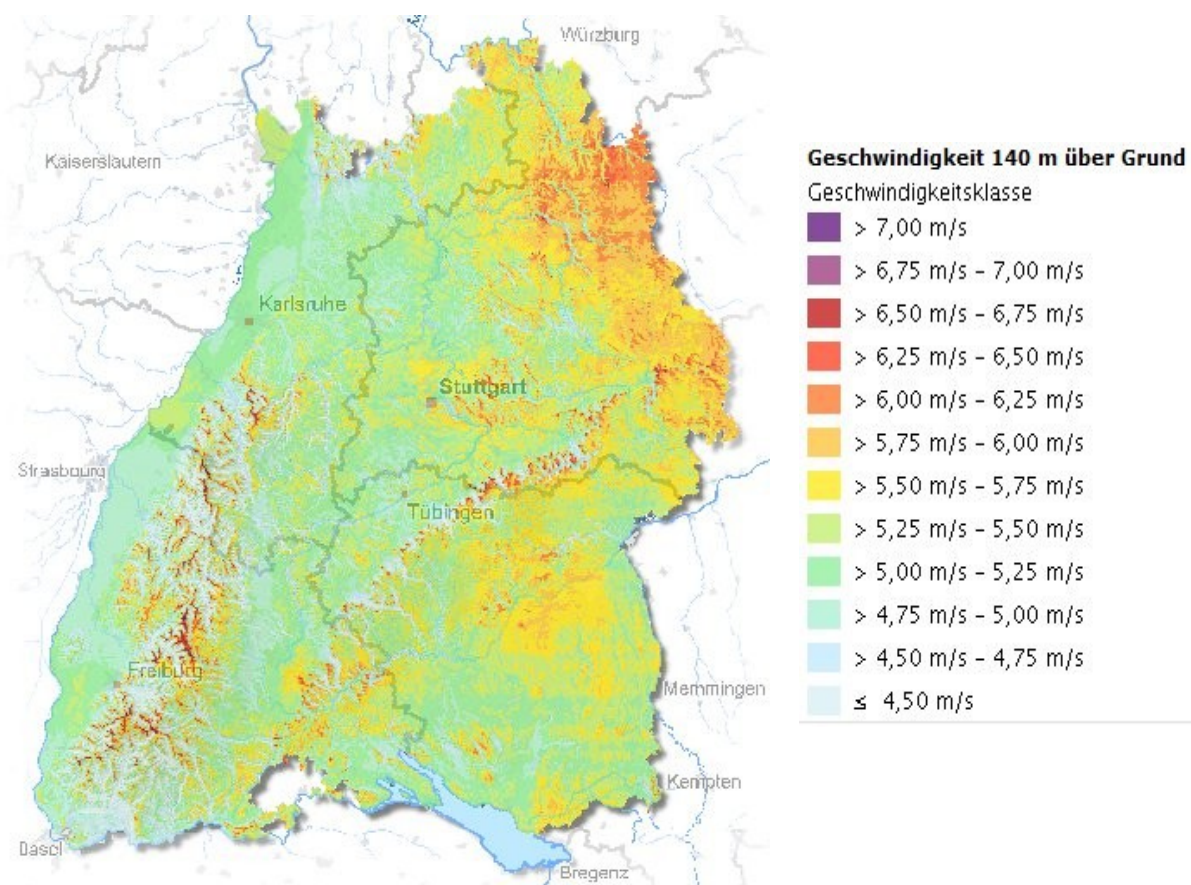 Würzburg
Kaiserslautern
Karlsruhe
Stuttgart
Strasbourg
Tübingen
Freiburg
Memmingen
Kempten
Basel
Bregenz
Geschwindigkeit 140 m über Grund
Geschwindigkeitsklasse
> 7,00 m/s
> 6,75 m/s – 7,00 m/s
> 6,50 m/s – 6,75 m/s
> 6,25 m/s – 6,50 m/s
> 6,00 m/s – 6,25 m/s
> 5,75 m/s – 6,00 m/s
> 5,50 m/s – 5,75 m/s
> 5,25 m/s – 5,50 m/s
> 5,00 m/s – 5,25 m/s
> 4,75 m/s – 5,00 m/s
> 4,50 m/s – 4,75 m/s
≤ 4,50 m/s